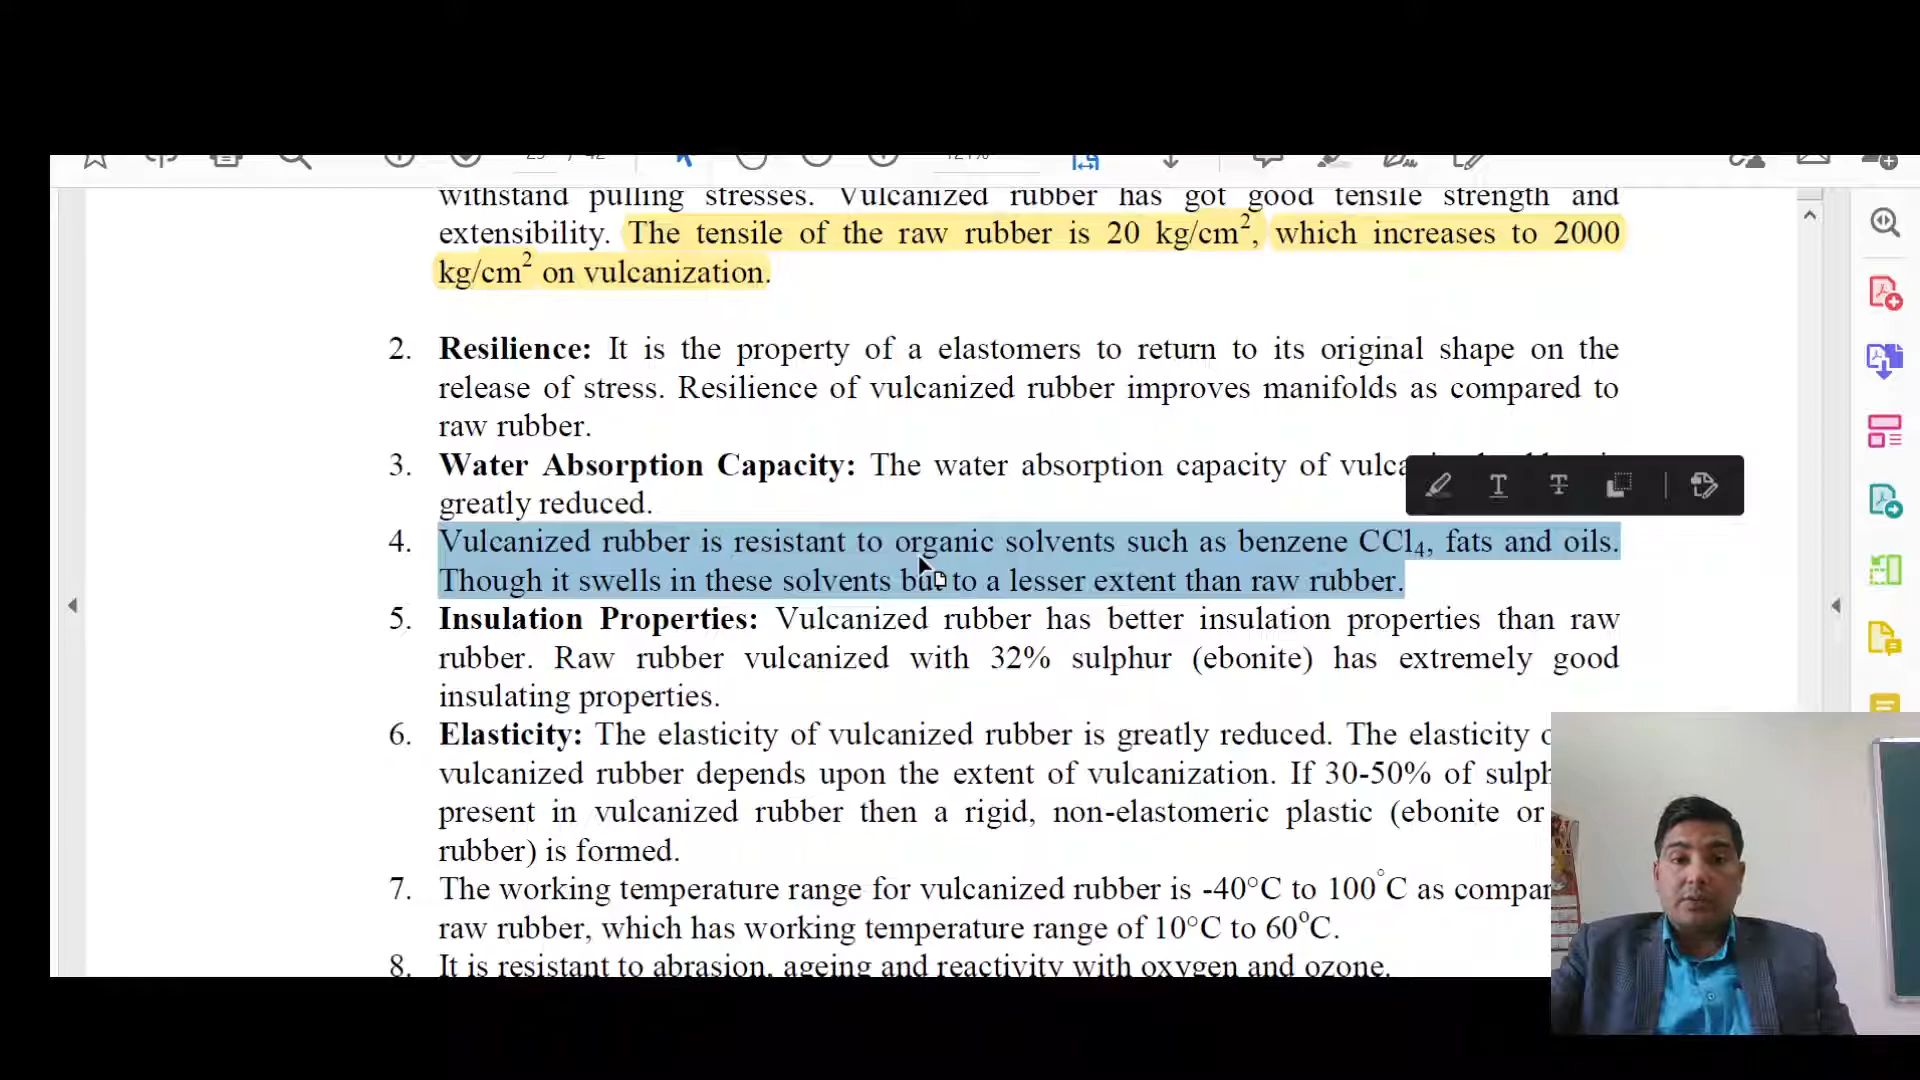 withstand pulling stresses. Vulcanized rubber has got good tensile strength and
extensibility. The tensile of the raw rubber is 20 kg/cm², which increases to 2000
kg/cm² on vulcanization.
2. Resilience: It is the property of a elastomers to return to its original shape on the
release of stress. Resilience of vulcanized rubber improves manifolds as compared to
raw rubber.
3. Water Absorption Capacity: The water absorption capacity of
greatly reduced.
4. Vulcanized rubber is resistant to organic solvents such as benzene CCl₄, fats and oils.
Though it swells in these solvents but to a lesser extent than raw rubber.
5. Insulation Properties: Vulcanized rubber has better insulation properties than raw
rubber. Raw rubber vulcanized with 32% sulphur (ebonite) has extremely good
insulating properties.
6. Elasticity: The elasticity of vulcanized rubber is greatly reduced. The elasticity
vulcanized rubber depends upon the extent of vulcanization. If 30-50% of
present in vulcanized rubber then a rigid, non-elastomeric plastic (ebonite or
rubber) is formed.
7. The working temperature range for vulcanized rubber is -40°C to 100°C as
raw rubber, which has working temperature range of 10°C to 60°C.
8. It is resistant to abrasion, ageing and reactivity with oxygen and ozone.